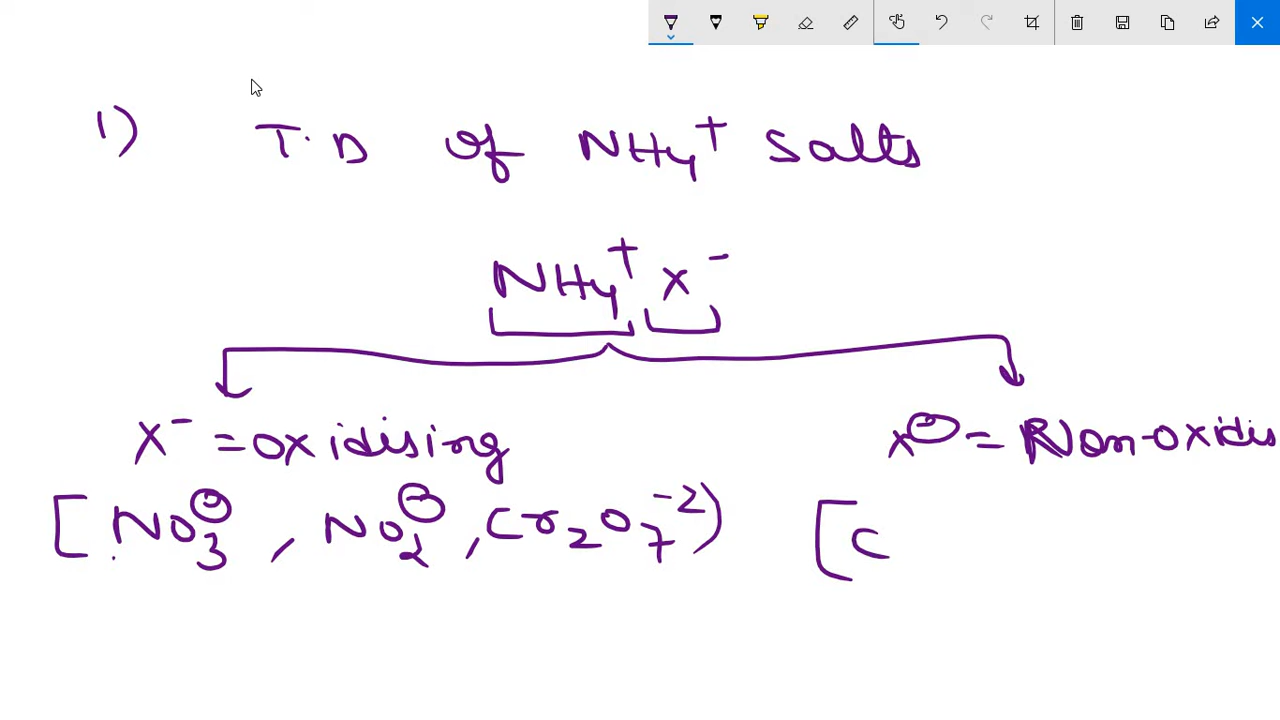 1) T.D of NH4+ salts
NH4+ X-
X- = oxidising
X⊖ = Non-oxidis
[NO3⊖, NO2⊖, Cr2O7-2)
[C